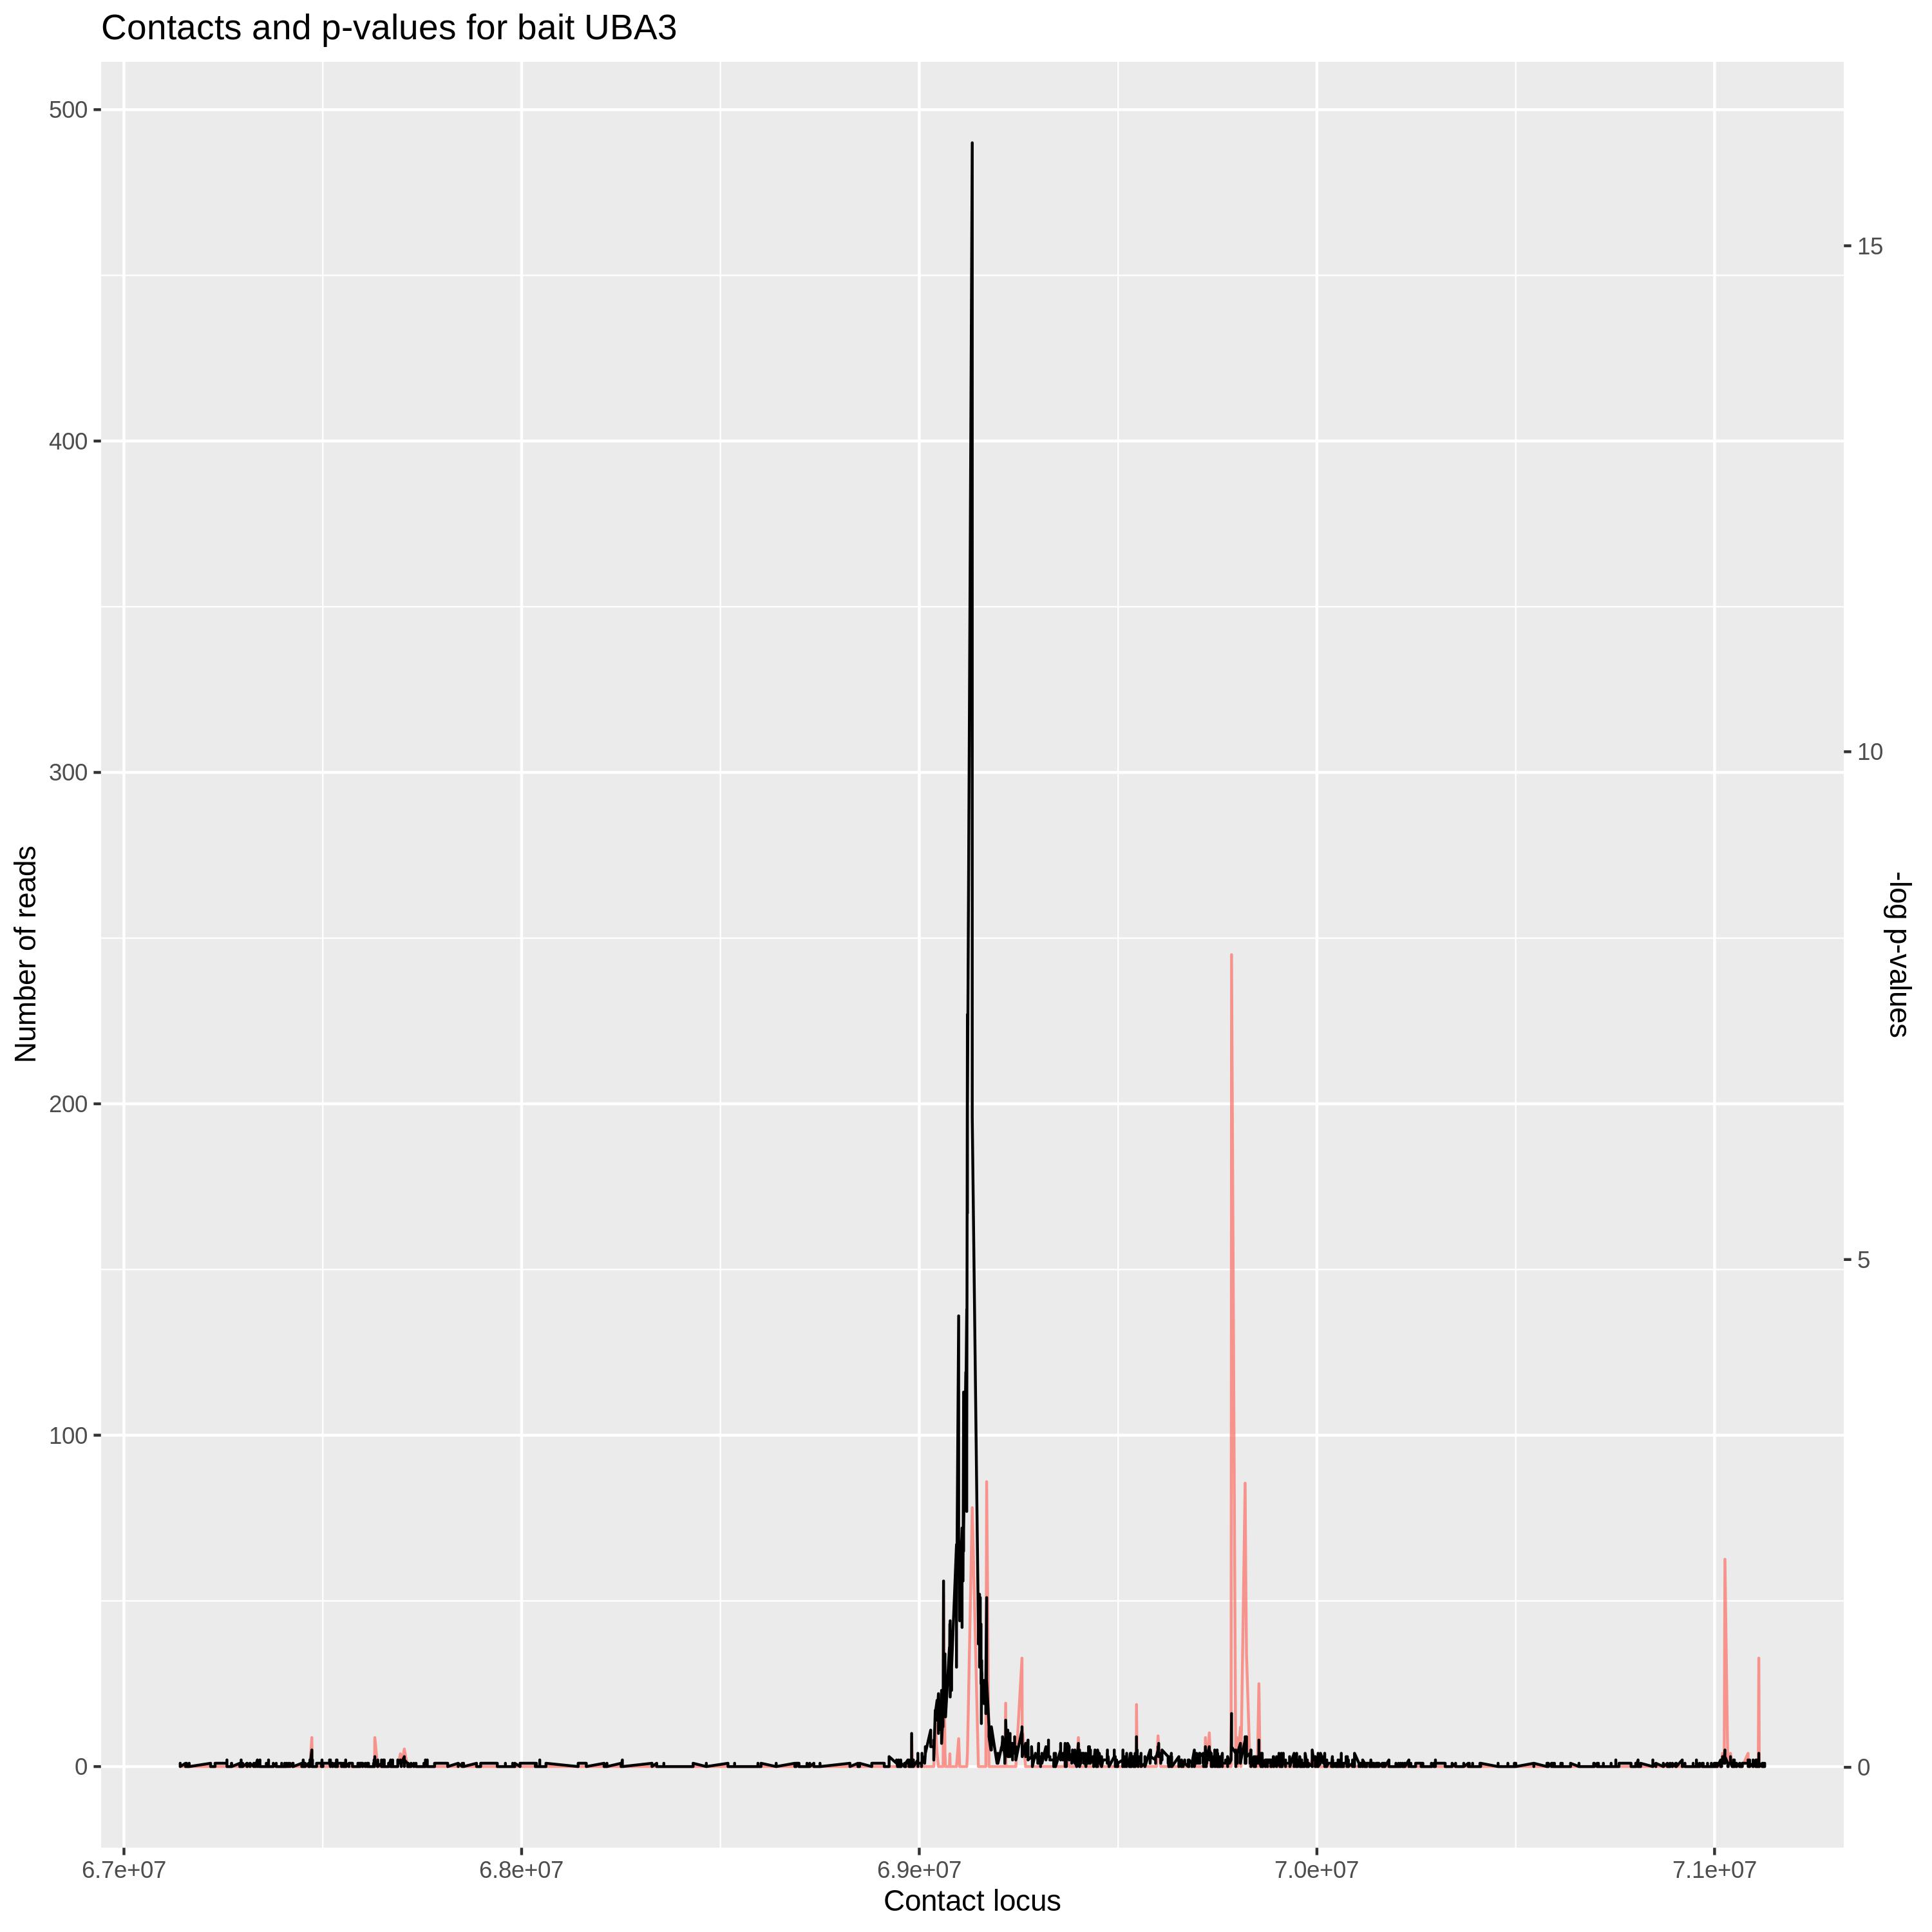 Contacts and p-values for bait UBA3
500
400
300
200
100
0
Number of reads
15
10
5
0
-log p-values
6.7e+07
6.8e+07
6.9e+07
7.0e+07
7.1e+07
Contact locus